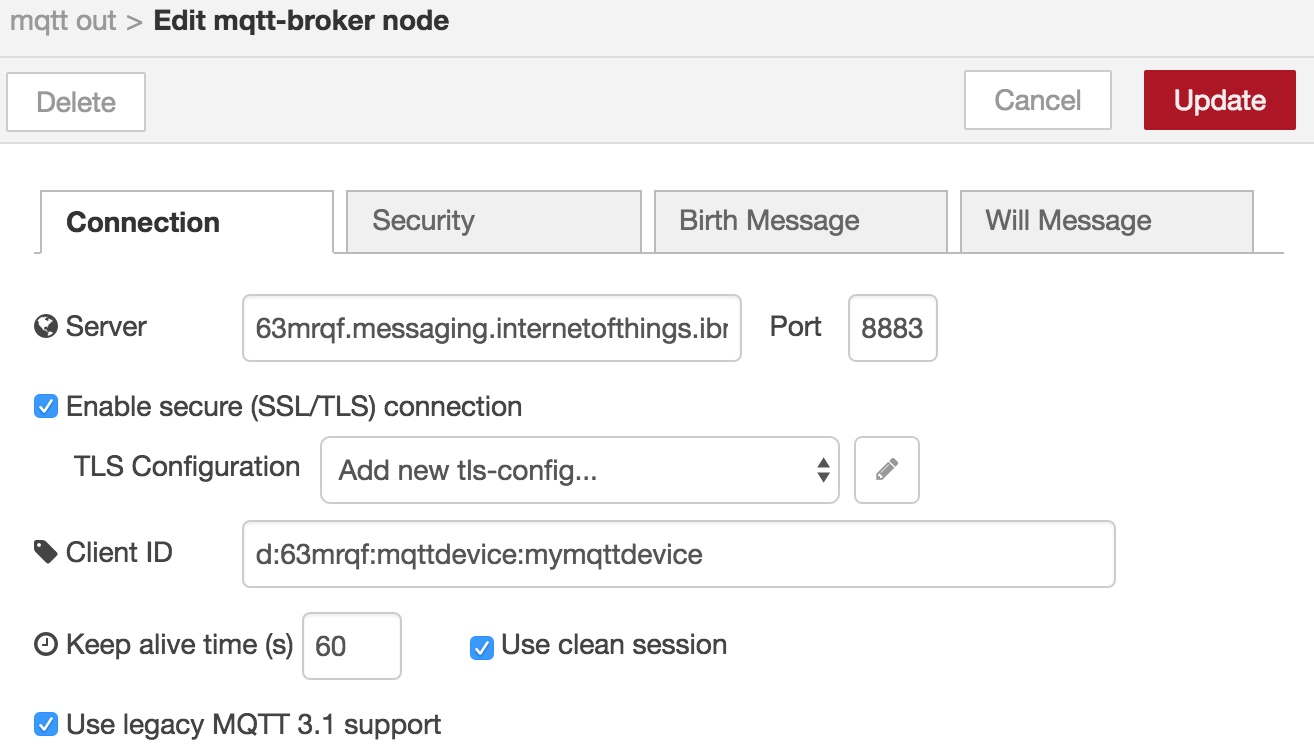 mqtt out > Edit mqtt-broker node
Delete Cancel Update
Connection Security Birth Message Will Message
Server 63mrqf.messaging.internetofthings.ib Port 8883
Enable secure (SSL/TLS) connection
TLS Configuration Add new tls-config...
Client ID d:63mrqf:mqttdevice:mymqttdevice
Keep alive time (s) 60 Use clean session
Use legacy MQTT 3.1 support